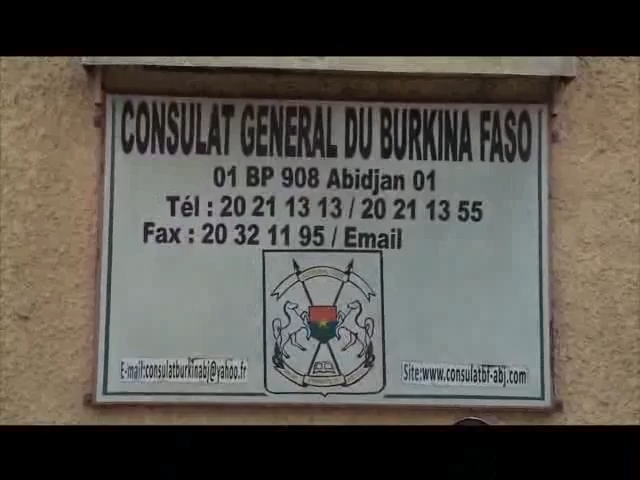 CONSULAT GENERAL DU BURKINA FASO
01 BP 908 Abidjan 01
Tél : 20 21 13 13 / 20 21 13 55
Fax : 20 32 11 95 / Email
E-mail:consulatburkinabj@yahoo.fr
Site:www.consulatbf-abj.com